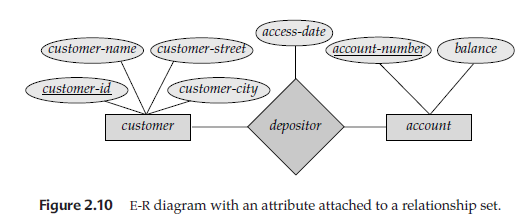 access-date
customer-name customer-street account-number balance
customer-id customer-city
customer depositor account
Figure 2.10 E-R diagram with an attribute attached to a relationship set.